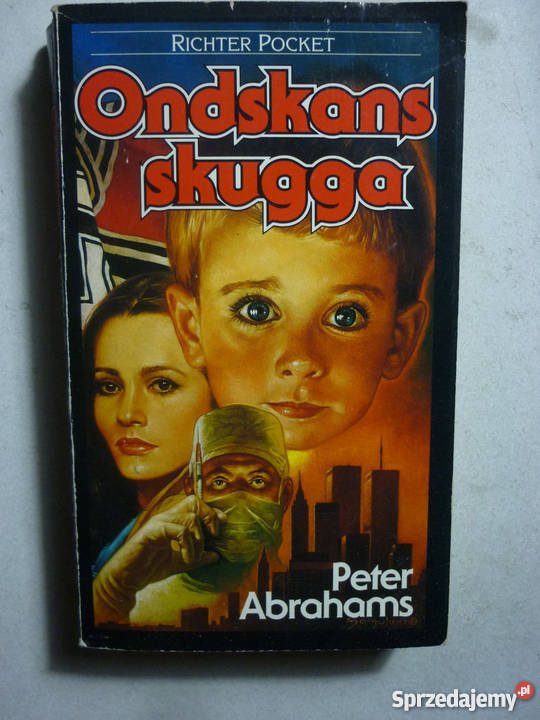 RICHTER POCKET
Ondskans
skugga
Peter
Abrahams
Sprzedajemy.pl